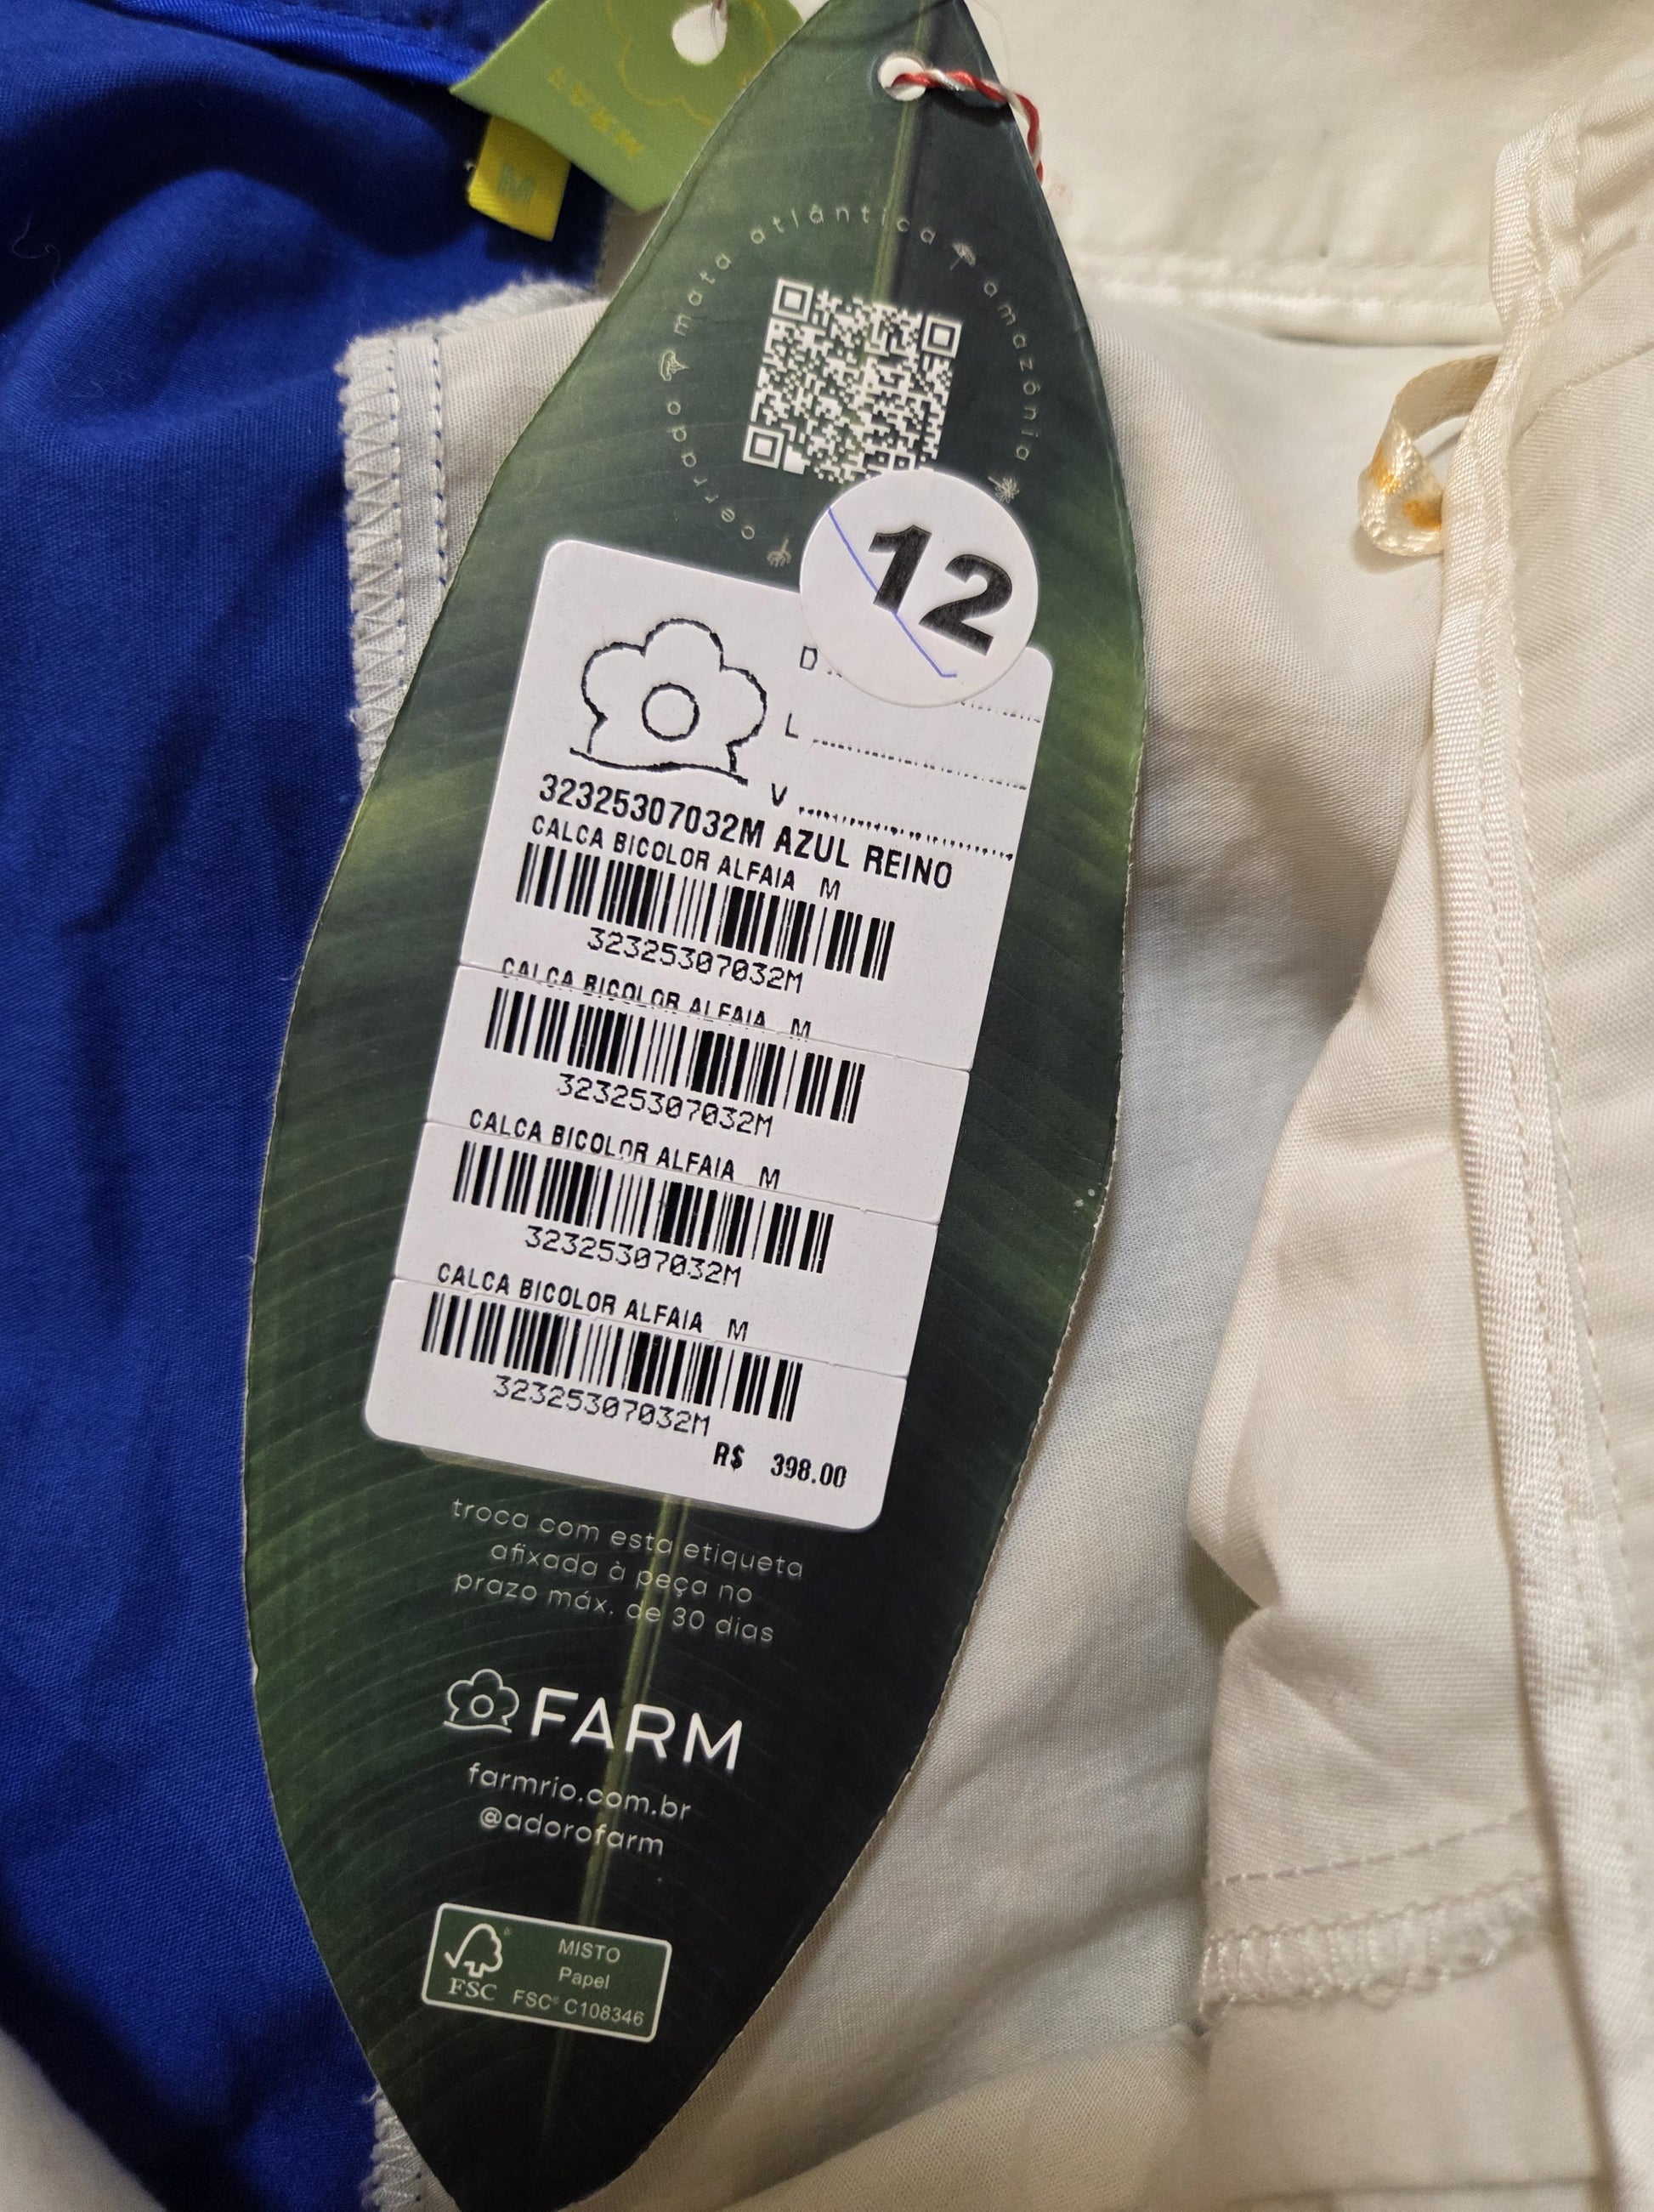 M
cerrado mata atlântica amazônia
12
D
L
V
32325307032M AZUL REINO
CALCA BICOLOR ALFAIA M
32325307032M
CALCA BICOLOR ALFAIA M
32325307032M
CALCA BICOLOR ALFAIA M
32325307032M
CALCA BICOLOR ALFAIA M
32325307032M
R$ 398.00
troca com esta etiqueta
afixada à peça no
prazo máx. de 30 dias
FARM
farmrio.com.br
@adorofarm
FSC
MISTO
Papel
FSC® C108346